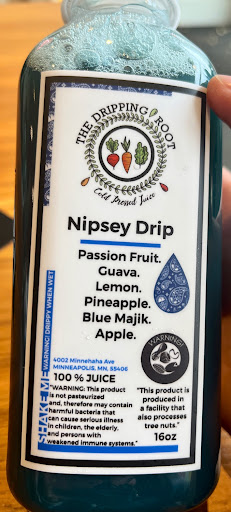 THE DRIPPING ROOT
Cold Pressed Juice
Nipsey Drip
Passion Fruit.
Guava.
Lemon.
Pineapple.
Blue Majik.
Apple.
WARNING!
SHAKE ME
WARNING! DRIPPY WHEN WET
4002 Minnehaha Ave
MINNEAPOLIS, MN, 55406
100 % JUICE
"WARNING: This product
is not pasteurized
and, therefore may contain
harmful bacteria that
can cause serious illness
in children, the elderly,
and persons with
weakened immune systems."
"This product is
produced in
a facility that
also processes
tree nuts."
16oz